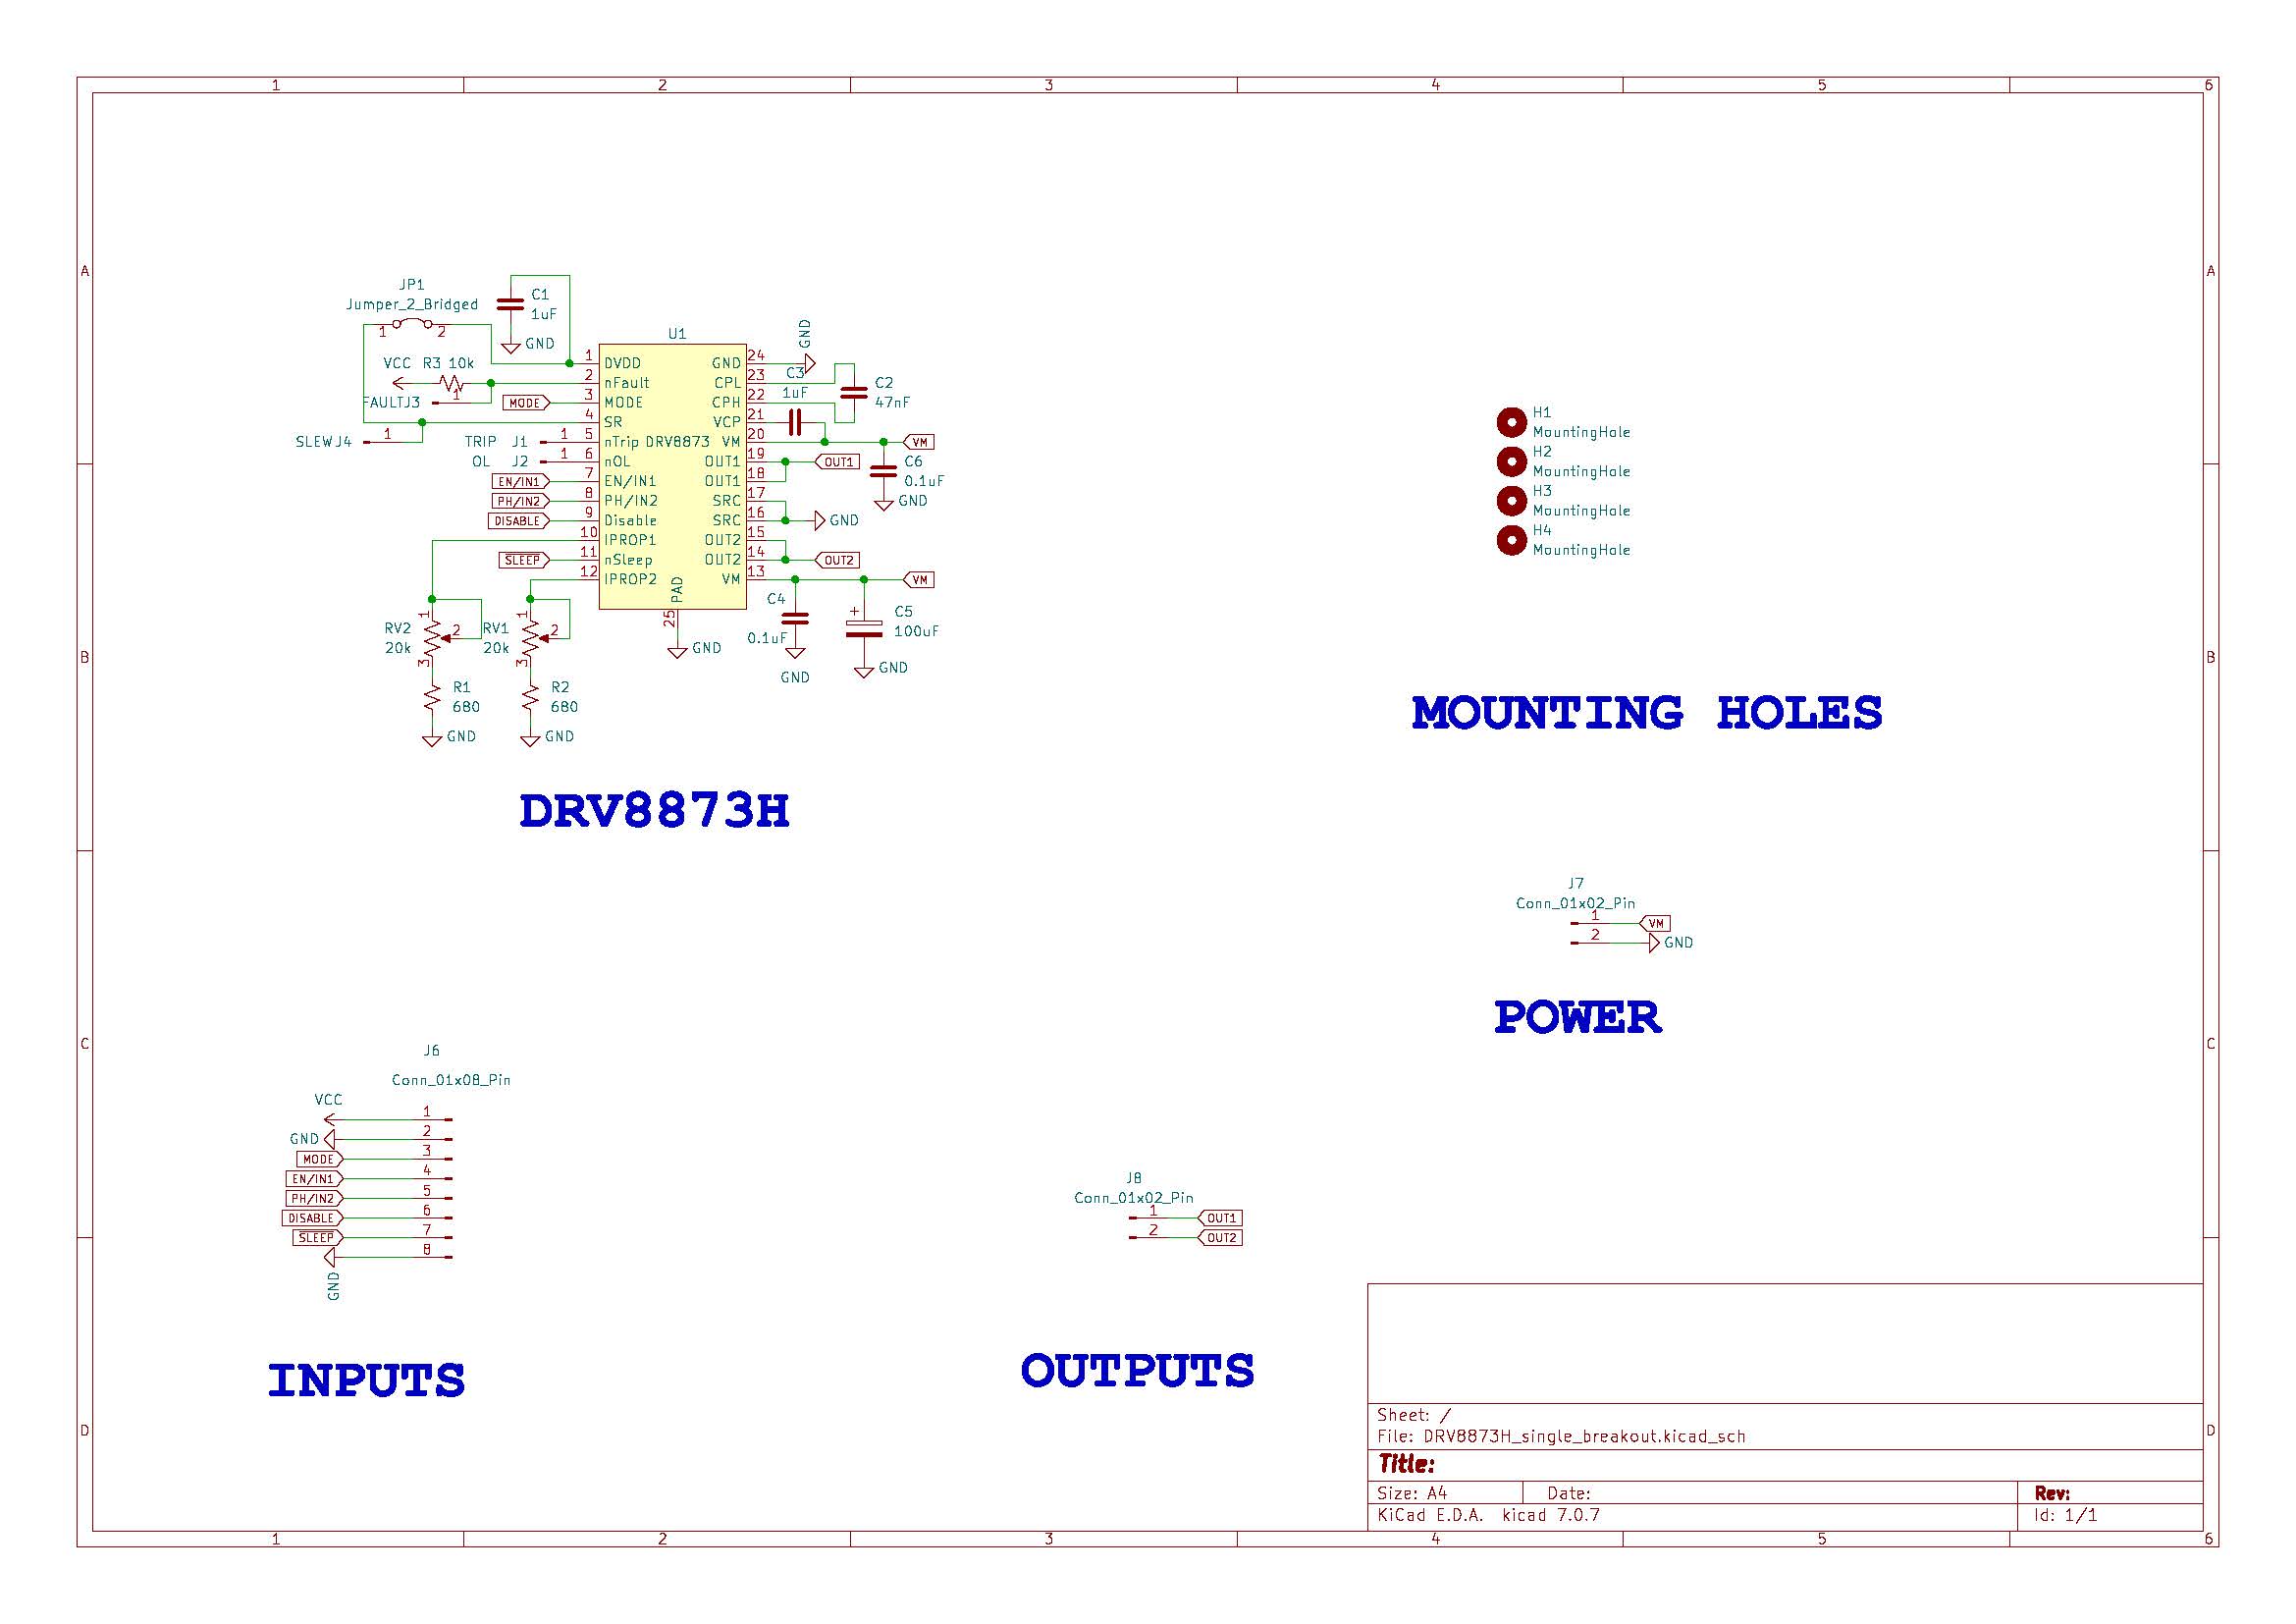 1 2 3 4 5 6
A A
JP1
Jumper_2_Bridged
1 2
C1
1uF
GND
VCC R3 10k
FAULTJ3 1
MODE
SLEWJ4 1
TRIP J1 1
OL J2 1
EN/IN1
PH/IN2
DISABLE
SLEEP
U1
DRV8873
1 DVDD
2 nFault
3 MODE
4 SR
5 nTrip
6 nOL
7 EN/IN1
8 PH/IN2
9 Disable
10 IPROP1
11 nSleep
12 IPROP2
GND 24
CPL 23
CPH 22
VCP 21
VM 20
OUT1 19
OUT1 18
SRC 17
SRC 16
OUT2 15
OUT2 14
VM 13
PAD 25
GND
GND
C3
1uF
C2
47nF
VM
OUT1
C6
0.1uF
GND
GND
OUT2
VM
C4
0.1uF
GND
+
C5
100uF
GND
RV2
20k
1 2 3
RV1
20k
1 2 3
R1
680
GND
R2
680
GND
DRV8873H
H1
MountingHole
H2
MountingHole
H3
MountingHole
H4
MountingHole
MOUNTING HOLES
B B
J7
Conn_01x02_Pin
1 VM
2 GND
POWER
C C
J6
Conn_01x08_Pin
VCC 1
GND 2
MODE 3
EN/IN1 4
PH/IN2 5
DISABLE 6
SLEEP 7
GND 8
INPUTS
J8
Conn_01x02_Pin
1 OUT1
2 OUT2
OUTPUTS
D D
Sheet: /
File: DRV8873H_single_breakout.kicad_sch
Title:
Size: A4 Date: Rev:
KiCad E.D.A. kicad 7.0.7 Id: 1/1
1 2 3 4 5 6